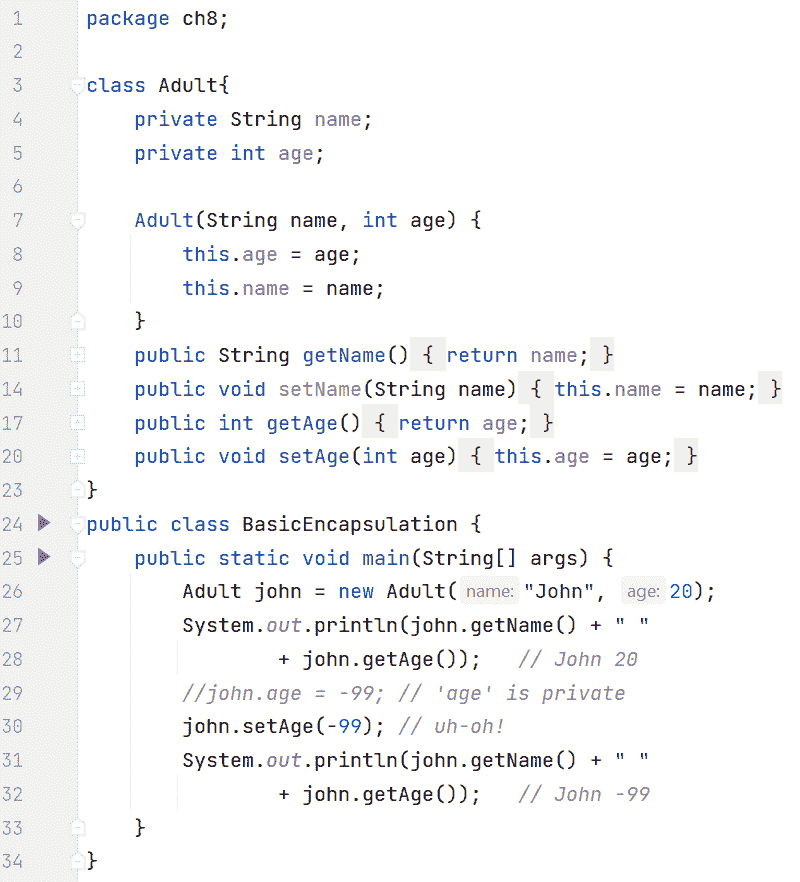 1 package ch8;
2
3 class Adult{
4     private String name;
5     private int age;
6
7     Adult(String name, int age) {
8         this.age = age;
9         this.name = name;
10     }
11     public String getName() { return name; }
14     public void setName(String name) { this.name = name; }
17     public int getAge() { return age; }
20     public void setAge(int age) { this.age = age; }
23 }
24 public class BasicEncapsulation {
25     public static void main(String[] args) {
26         Adult john = new Adult( name: "John", age: 20);
27         System.out.println(john.getName() + " "
28                 + john.getAge());   // John 20
29         //john.age = -99; // 'age' is private
30         john.setAge(-99); // uh-oh!
31         System.out.println(john.getName() + " "
32                 + john.getAge());   // John -99
33     }
34 }